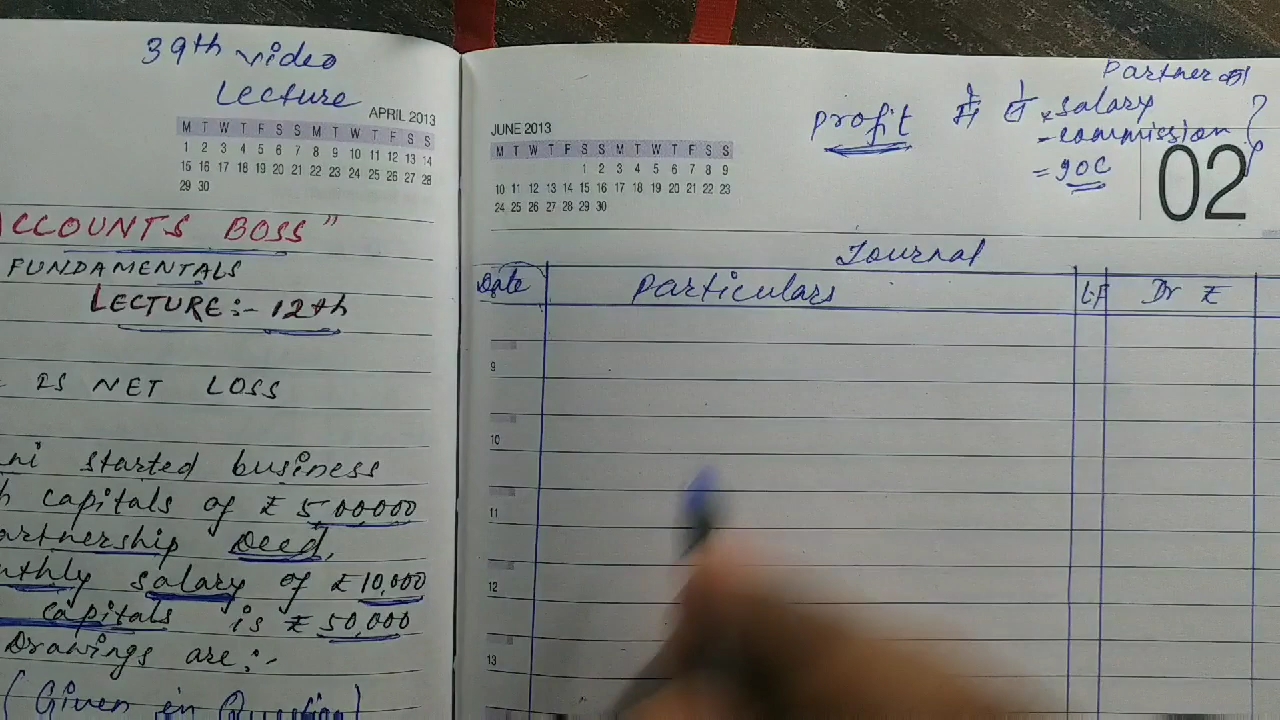 39th video
Lecture
APRIL 2013
M T W T F S S M T W T F S S
1 2 3 4 5 6 7 8 9 10 11 12 13 14
15 16 17 18 19 20 21 22 23 24 25 26 27 28
29 30
CCOUNTS BOSS"
FUNDAMENTALS
LECTURE:- 12th
IS NET LOSS
ni started business
h capitals of ₹ 5,00,000
artnership Deed,
nthly salary of ₹ 10,000
capitals is ₹ 50,000
Drawings are:-
(Given in Question)
JUNE 2013
M T W T F S S M T W T F S S
1 2 3 4 5 6 7 8 9
10 11 12 13 14 15 16 17 18 19 20 21 22 23
24 25 26 27 28 29 30
Partner को
profit में से × salary
- commission ?
= IOC
02
Journal
Date Particulars LF Dr ₹
9
10
11
12
13